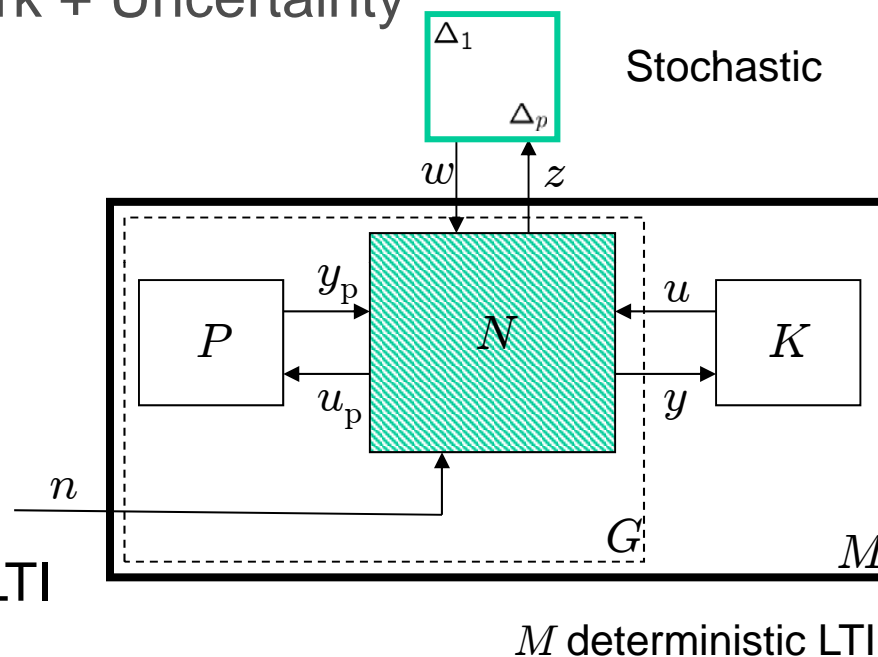 + Uncertainty
Δ₁
Stochastic
Δₚ
w z
yₚ u
P N K
uₚ y
n
G
M
LTI
M deterministic LTI